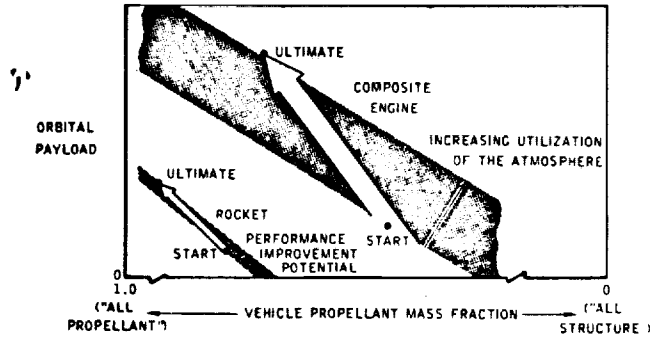 ULTIMATE
COMPOSITE
ENGINE
ORBITAL
PAYLOAD
INCREASING UTILIZATION
OF THE ATMOSPHERE
ULTIMATE
ROCKET
START
START
PERFORMANCE
IMPROVEMENT
POTENTIAL
0
1.0
0
("ALL
PROPELLANT")
VEHICLE PROPELLANT MASS FRACTION
("ALL
STRUCTURE)